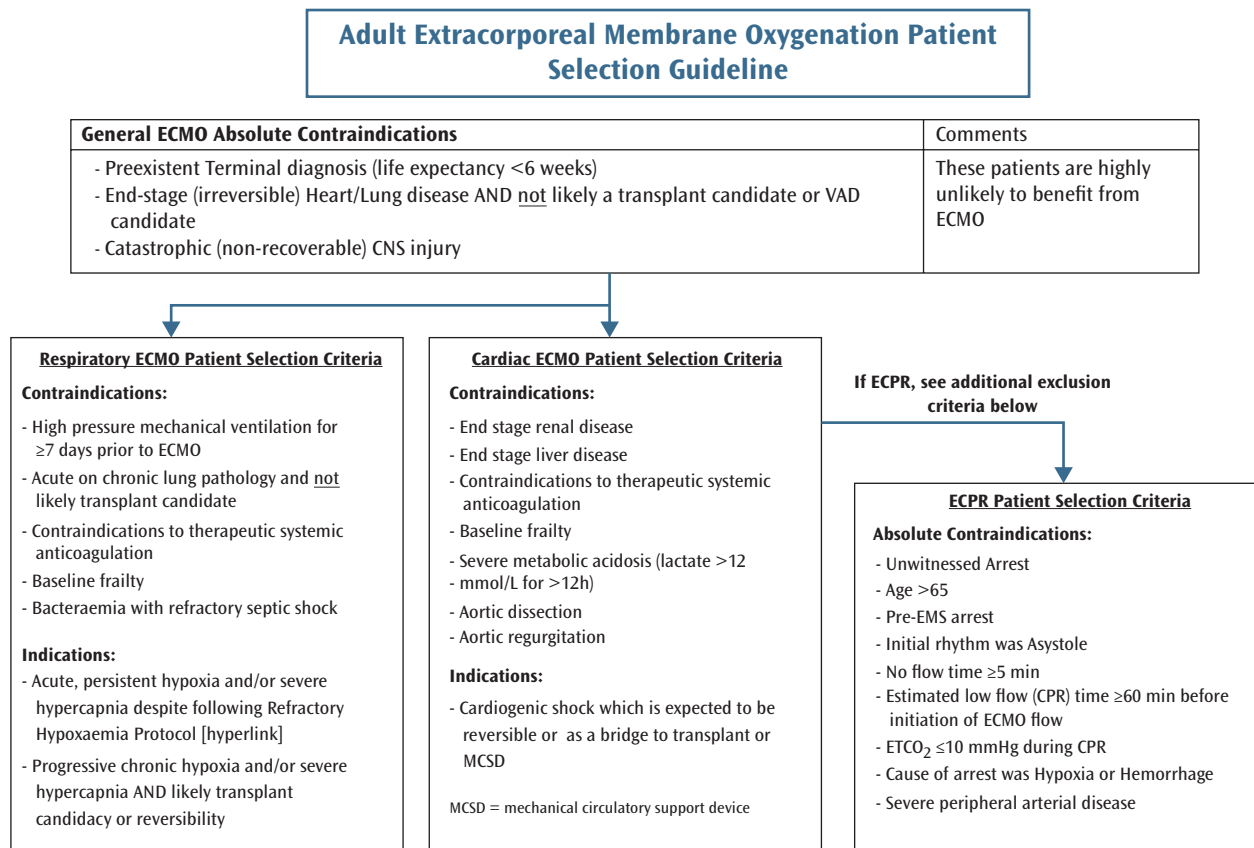 Adult Extracorporeal Membrane Oxygenation Patient
Selection Guideline
General ECMO Absolute Contraindications
- Preexistent Terminal diagnosis (life expectancy <6 weeks)
- End-stage (irreversible) Heart/Lung disease AND not likely a transplant candidate or VAD
candidate
- Catastrophic (non-recoverable) CNS injury
Comments
These patients are highly
unlikely to benefit from
ECMO
Respiratory ECMO Patient Selection Criteria
Contraindications:
- High pressure mechanical ventilation for
≥7 days prior to ECMO
- Acute on chronic lung pathology and not
likely transplant candidate
- Contraindications to therapeutic systemic
anticoagulation
- Baseline frailty
- Bacteraemia with refractory septic shock
Indications:
- Acute, persistent hypoxia and/or severe
hypercapnia despite following Refractory
Hypoxaemia Protocol [hyperlink]
- Progressive chronic hypoxia and/or severe
hypercapnia AND likely transplant
candidacy or reversibility
Cardiac ECMO Patient Selection Criteria
Contraindications:
- End stage renal disease
- End stage liver disease
- Contraindications to therapeutic systemic
anticoagulation
- Baseline frailty
- Severe metabolic acidosis (lactate >12
- mmol/L for >12h)
- Aortic dissection
- Aortic regurgitation
Indications:
- Cardiogenic shock which is expected to be
reversible or as a bridge to transplant or
MCSD
MCSD = mechanical circulatory support device
If ECPR, see additional exclusion
criteria below
ECPR Patient Selection Criteria
Absolute Contraindications:
- Unwitnessed Arrest
- Age >65
- Pre-EMS arrest
- Initial rhythm was Asystole
- No flow time ≥5 min
- Estimated low flow (CPR) time ≥60 min before
initiation of ECMO flow
- ETCO₂ ≤10 mmHg during CPR
- Cause of arrest was Hypoxia or Hemorrhage
- Severe peripheral arterial disease